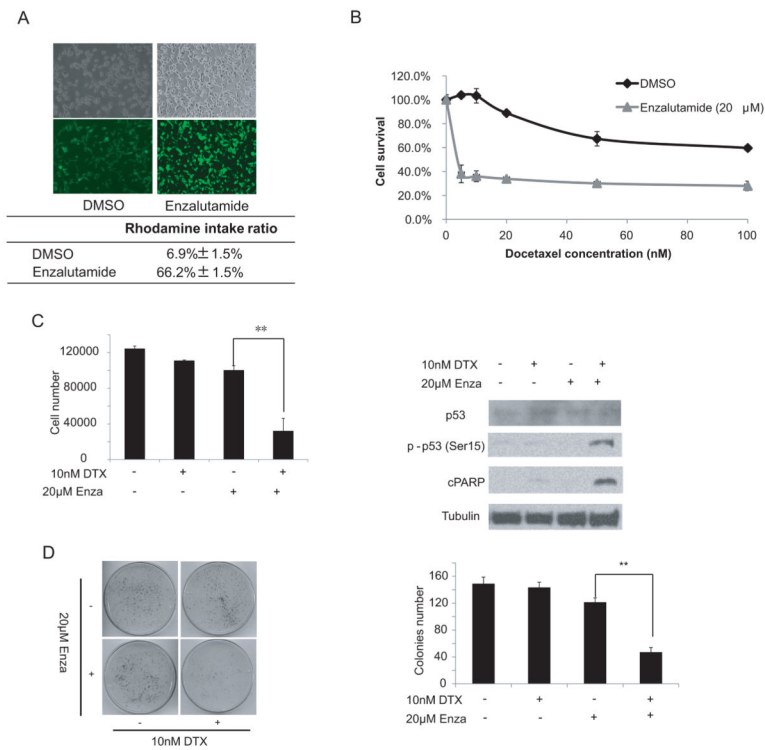 A
DMSO Enzalutamide
Rhodamine intake ratio
DMSO 6.9%±1.5%
Enzalutamide 66.2%±1.5%
B
120.0%
100.0%
80.0%
60.0%
40.0%
20.0%
0.0%
Cell survival
DMSO
Enzalutamide (20 µM)
0 20 40 60 80 100
Docetaxel concentration (nM)
C
**
120000
80000
40000
0
Cell number
10nM DTX - + - +
20µM Enza - - + +
10nM DTX - + - +
20µM Enza - - + +
p53
p-p53 (Ser15)
cPARP
Tubulin
D
20µM Enza
-
+
- +
10nM DTX
**
160
120
80
40
0
Colonies number
10nM DTX - + - +
20µM Enza - - + +